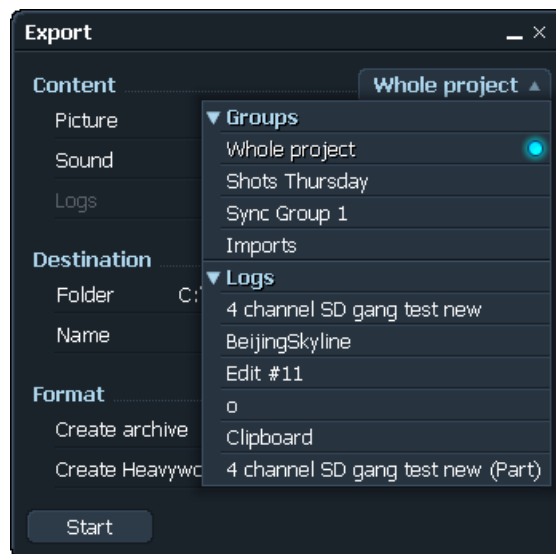 Export
Content
Whole project
Picture
Sound
Logs
Groups
Whole project
Shots Thursday
Sync Group 1
Imports
Logs
4 channel SD gang test new
BeijingSkyline
Edit #11
o
Clipboard
4 channel SD gang test new (Part)
Destination
Folder
C:
Name
Format
Create archive
Create Heavywo
Start